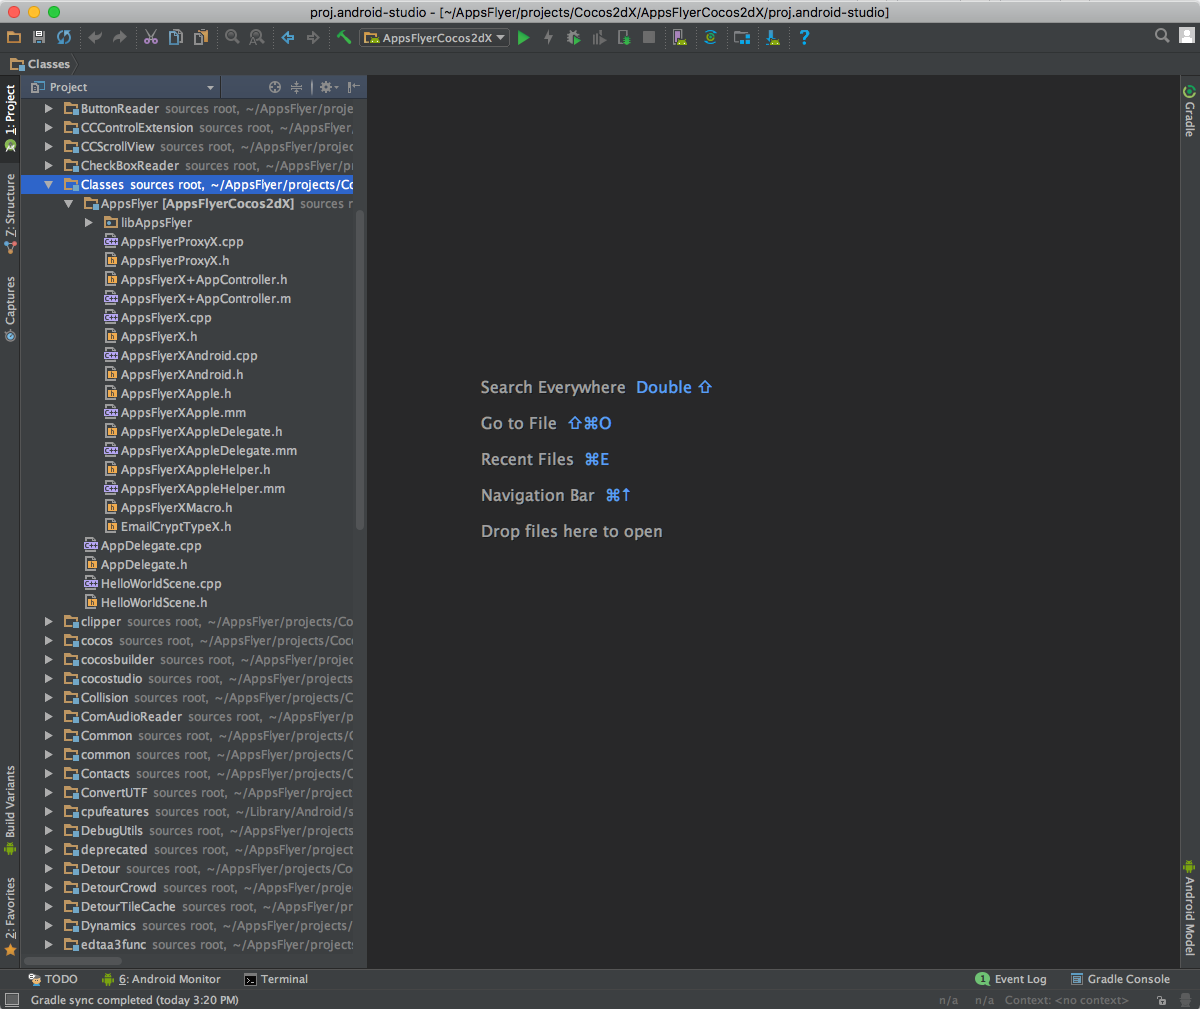 proj.android-studio - [~/AppsFlyer/projects/Cocos2dX/AppsFlyerCocos2dX/proj.android-studio]
AppsFlyerCocos2dX
?
Classes
Project
1: Project
Z: Structure
Captures
Build Variants
2: Favorites
ButtonReader sources root, ~/AppsFlyer/proje
CCControlExtension sources root, ~/AppsFlyer,
CCScrollView sources root, ~/AppsFlyer/proje
CheckBoxReader sources root, ~/AppsFlyer/pr
Classes sources root, ~/AppsFlyer/projects/Co
AppsFlyer [AppsFlyerCocos2dX] sources r
libAppsFlyer
C++ AppsFlyerProxyX.cpp
h AppsFlyerProxyX.h
h AppsFlyerX+AppController.h
C++ AppsFlyerX+AppController.m
C++ AppsFlyerX.cpp
h AppsFlyerX.h
C++ AppsFlyerXAndroid.cpp
h AppsFlyerXAndroid.h
h AppsFlyerXApple.h
C++ AppsFlyerXApple.mm
h AppsFlyerXAppleDelegate.h
C++ AppsFlyerXAppleDelegate.mm
h AppsFlyerXAppleHelper.h
C++ AppsFlyerXAppleHelper.mm
h AppsFlyerXMacro.h
h EmailCryptTypeX.h
C++ AppDelegate.cpp
h AppDelegate.h
C++ HelloWorldScene.cpp
h HelloWorldScene.h
clipper sources root, ~/AppsFlyer/projects/Co
cocos sources root, ~/AppsFlyer/projects/Coc
cocosbuilder sources root, ~/AppsFlyer/projec
cocostudio sources root, ~/AppsFlyer/projects
Collision sources root, ~/AppsFlyer/projects/C
ComAudioReader sources root, ~/AppsFlyer/p
Common sources root, ~/AppsFlyer/projects/C
common sources root, ~/AppsFlyer/projects/C
Contacts sources root, ~/AppsFlyer/projects/C
ConvertUTF sources root, ~/AppsFlyer/project
cpufeatures sources root, ~/Library/Android/s
DebugUtils sources root, ~/AppsFlyer/projects
deprecated sources root, ~/AppsFlyer/project
Detour sources root, ~/AppsFlyer/projects/Co
DetourCrowd sources root, ~/AppsFlyer/projec
DetourTileCache sources root, ~/AppsFlyer/pr
Dynamics sources root, ~/AppsFlyer/projects/
edtaa3func sources root, ~/AppsFlyer/projects
Search Everywhere Double ⇧
Go to File ⇧⌘O
Recent Files ⌘E
Navigation Bar ⌘↑
Drop files here to open
Gradle
Android Model
TODO
6: Android Monitor
Terminal
1 Event Log
Gradle Console
Gradle sync completed (today 3:20 PM)
n/a n/a Context: <no context>